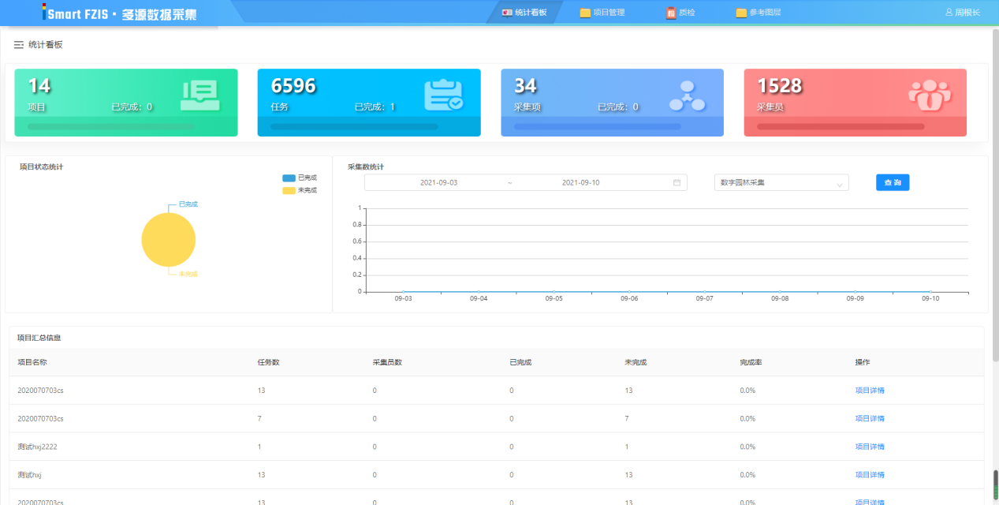 Smart FZIS · 多源数据采集 统计看板 项目管理 质检 参考图层 周根长
统计看板
14 6596 34 1528
项目 已完成：0 任务 已完成：1 采集项 已完成：0 采集员
项目状态统计
已完成
未完成
已完成
未完成
采集数统计
2021-09-03 ~ 2021-09-10 数字园林采集 查 询
1
0.8
0.6
0.4
0.2
0
09-03 09-04 09-05 09-06 09-07 09-08 09-09 09-10
项目汇总信息
项目名称 任务数 采集员数 已完成 未完成 完成率 操作
2020070703cs 13 0 0 13 0.0% 项目详情
2020070703cs 7 0 0 7 0.0% 项目详情
测试hxj2222 1 0 0 1 0.0% 项目详情
测试hxj 13 0 0 13 0.0% 项目详情
2020070703cs 13 0 0 13 0.0% 项目详情